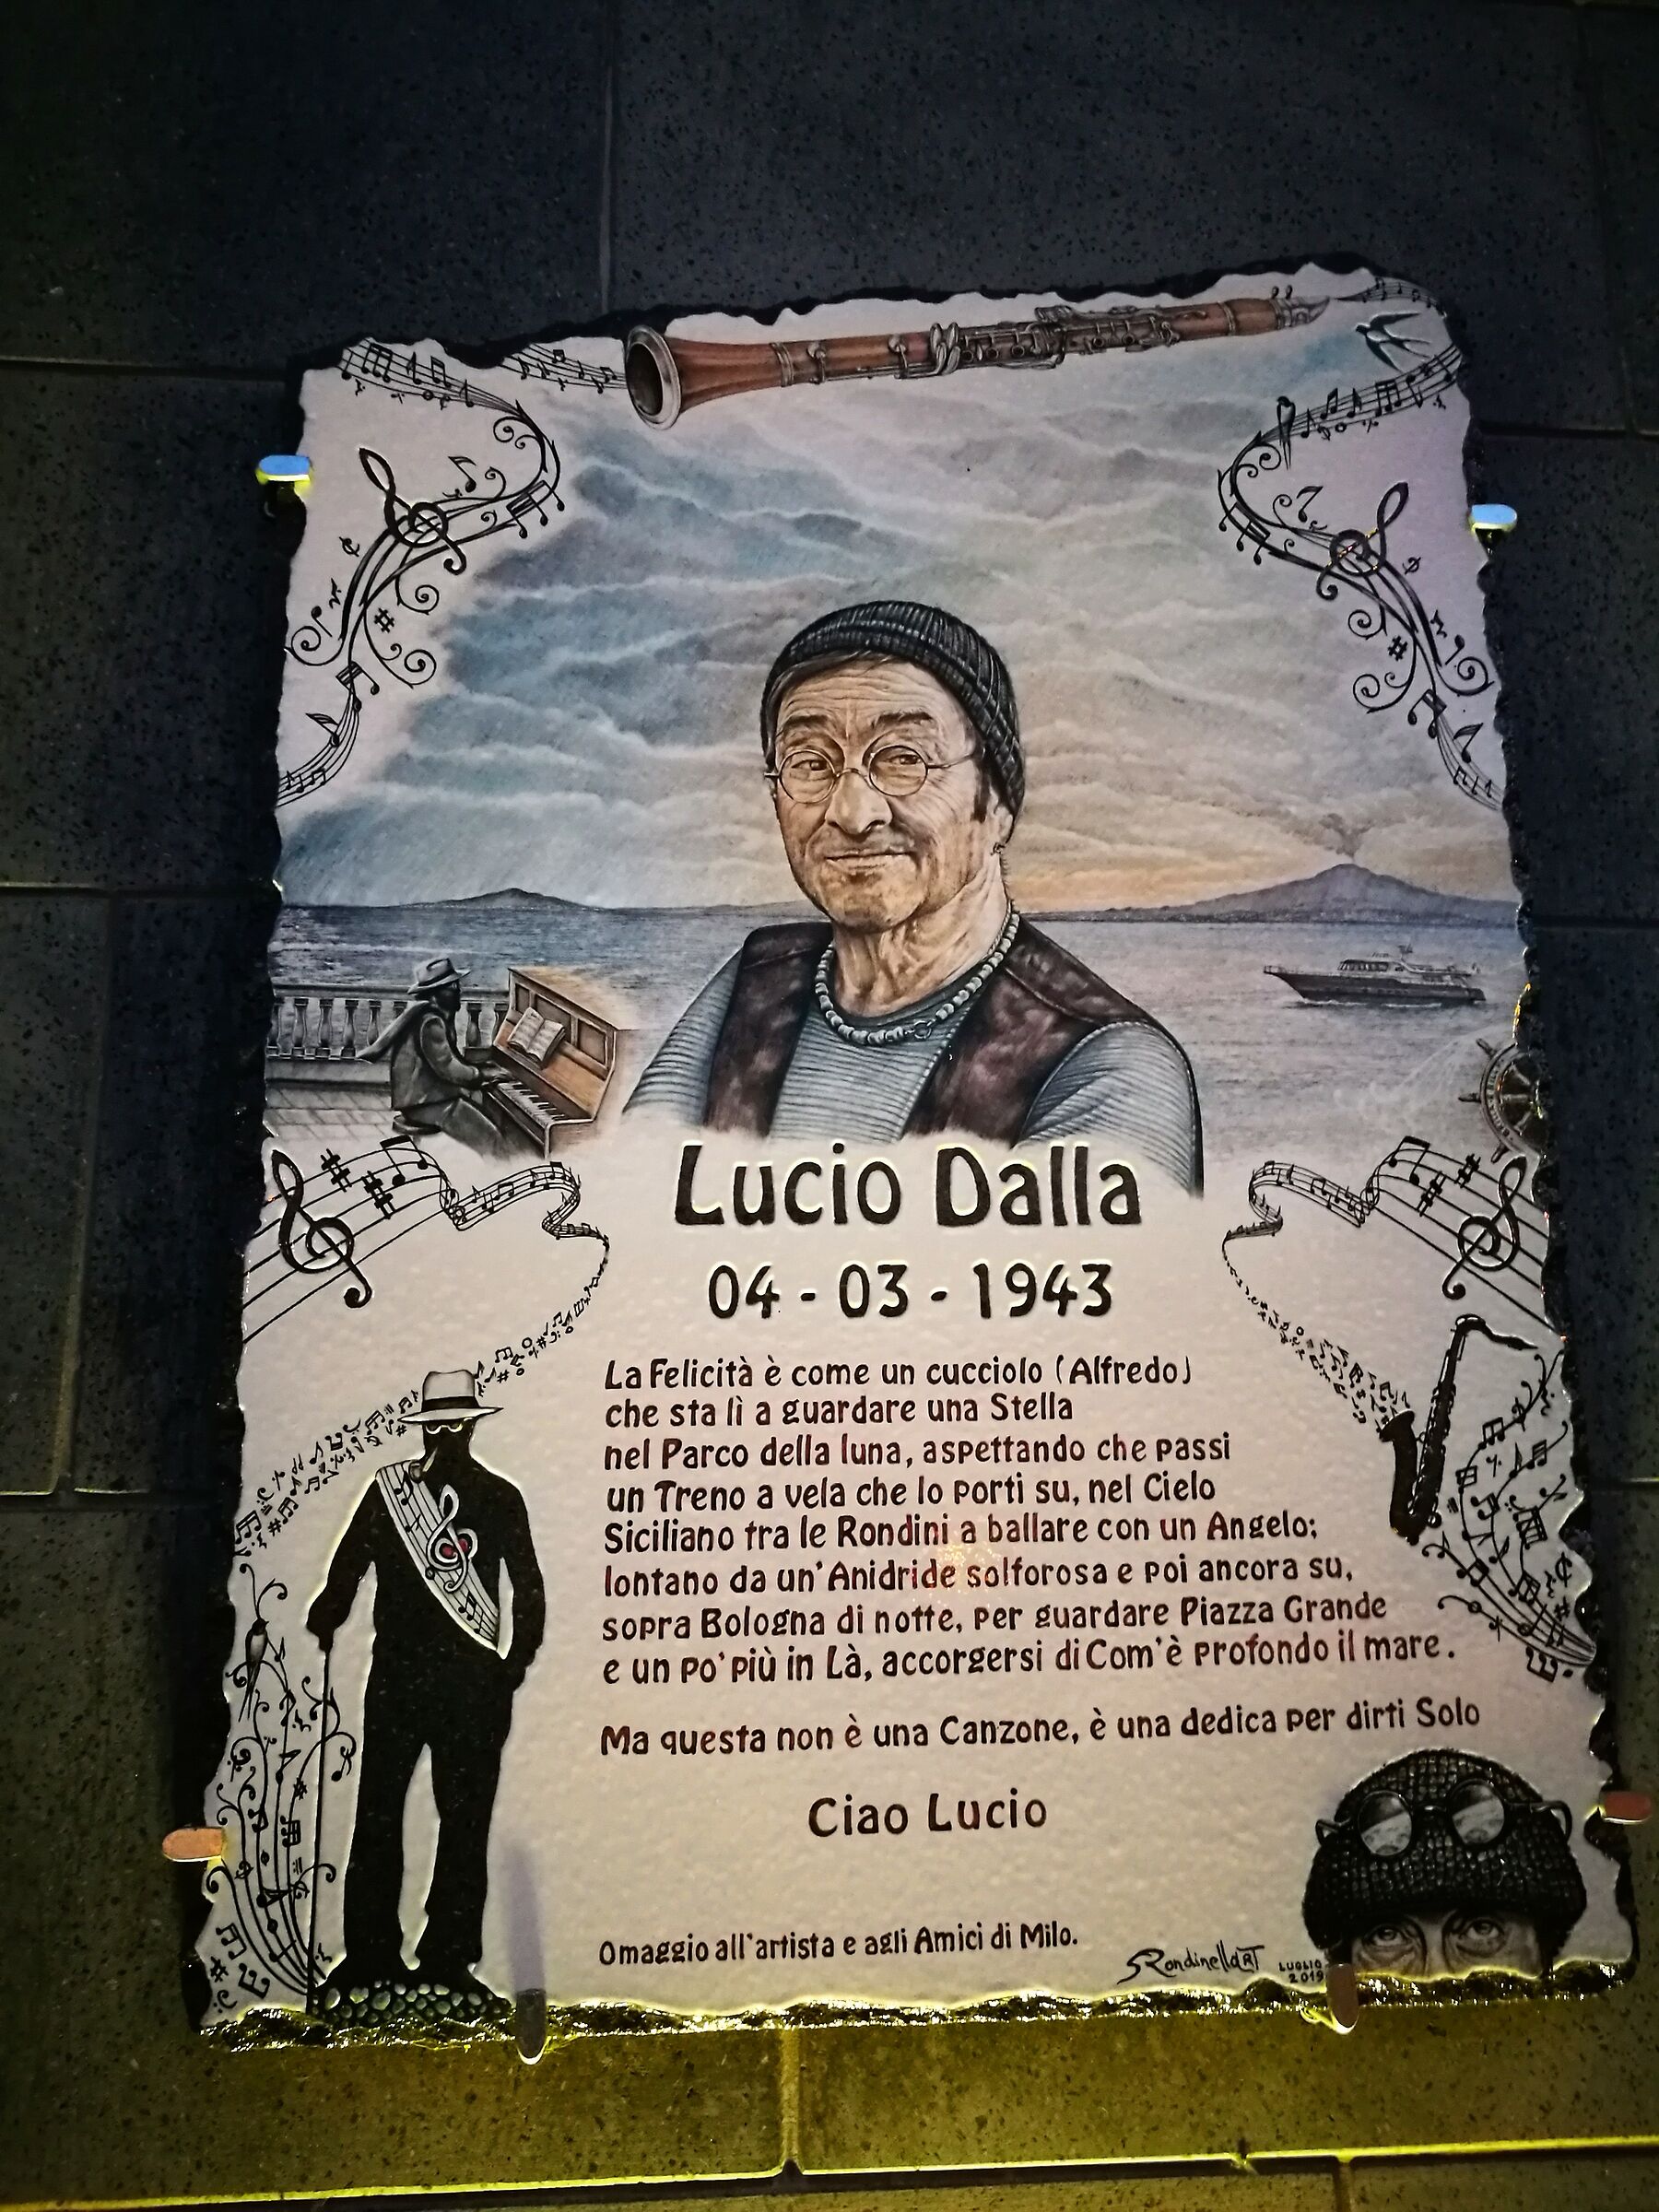 Lucio Dalla
04 - 03 - 1943
La Felicità è come un cucciolo (Alfredo)
che sta lì a guardare una Stella
nel Parco della luna, aspettando che passi
un Treno a vela che lo porti su, nel Cielo
Siciliano tra le Rondini a ballare con un Angelo;
lontano da un'Anidride solforosa e poi ancora su,
sopra Bologna di notte, per guardare Piazza Grande
e un po' più in Là, accorgersi di Com'è profondo il mare.
Ma questa non è una Canzone, è una dedica per dirti Solo
Ciao Lucio
Omaggio all'artista e agli Amici di Milo.
SRondinellaRT
LUGLIO
2019